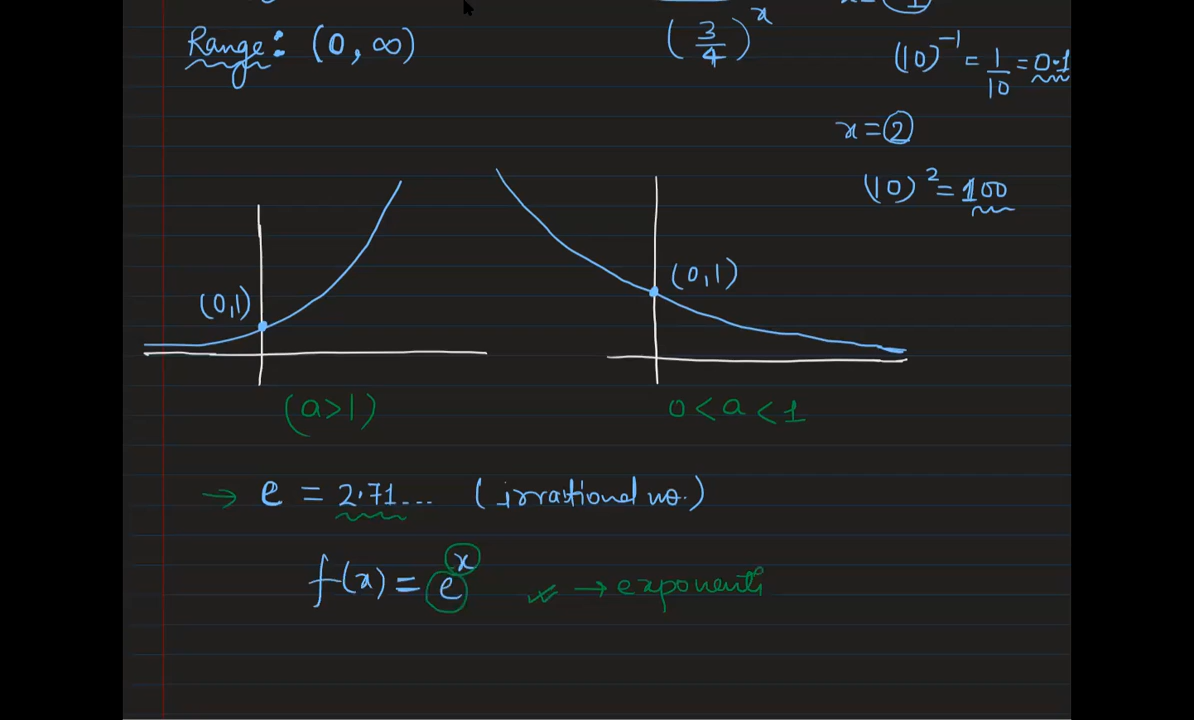 Range: (0, ∞)
(3/4)^x
(10)^-1 = 1/10 = 0.1
x = 2
(10)^2 = 100
(0,1)
(0,1)
(a>1)
0 < a < 1
→ e = 2.71... (irrational no.)
f(x) = e^x → exponenti